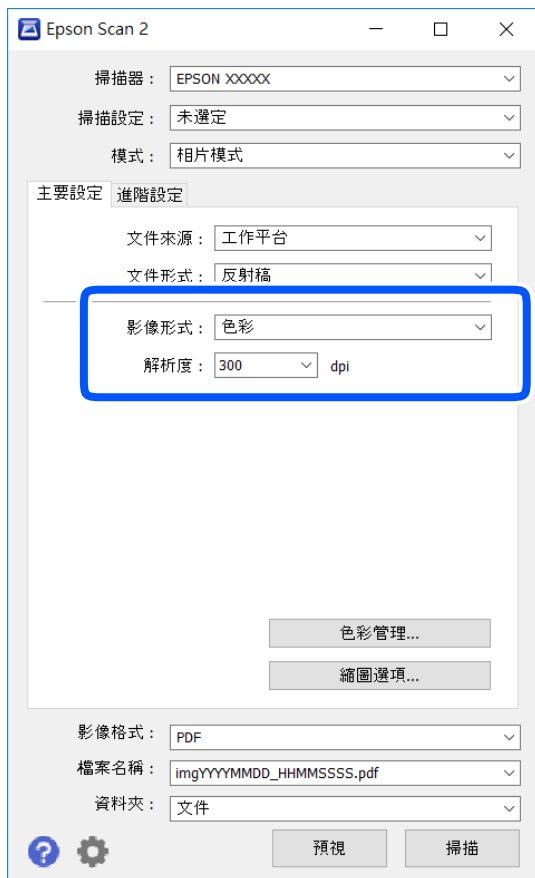 Epson Scan 2
掃描器： EPSON XXXXX
掃描設定： 未選定
模式： 相片模式
主要設定 進階設定
文件來源： 工作平台
文件形式： 反射稿
影像形式： 色彩
解析度： 300 dpi
色彩管理...
縮圖選項...
影像格式： PDF
檔案名稱： imgYYYYMMDD_HHMMSSSS.pdf
資料夾： 文件
? 預視 掃描